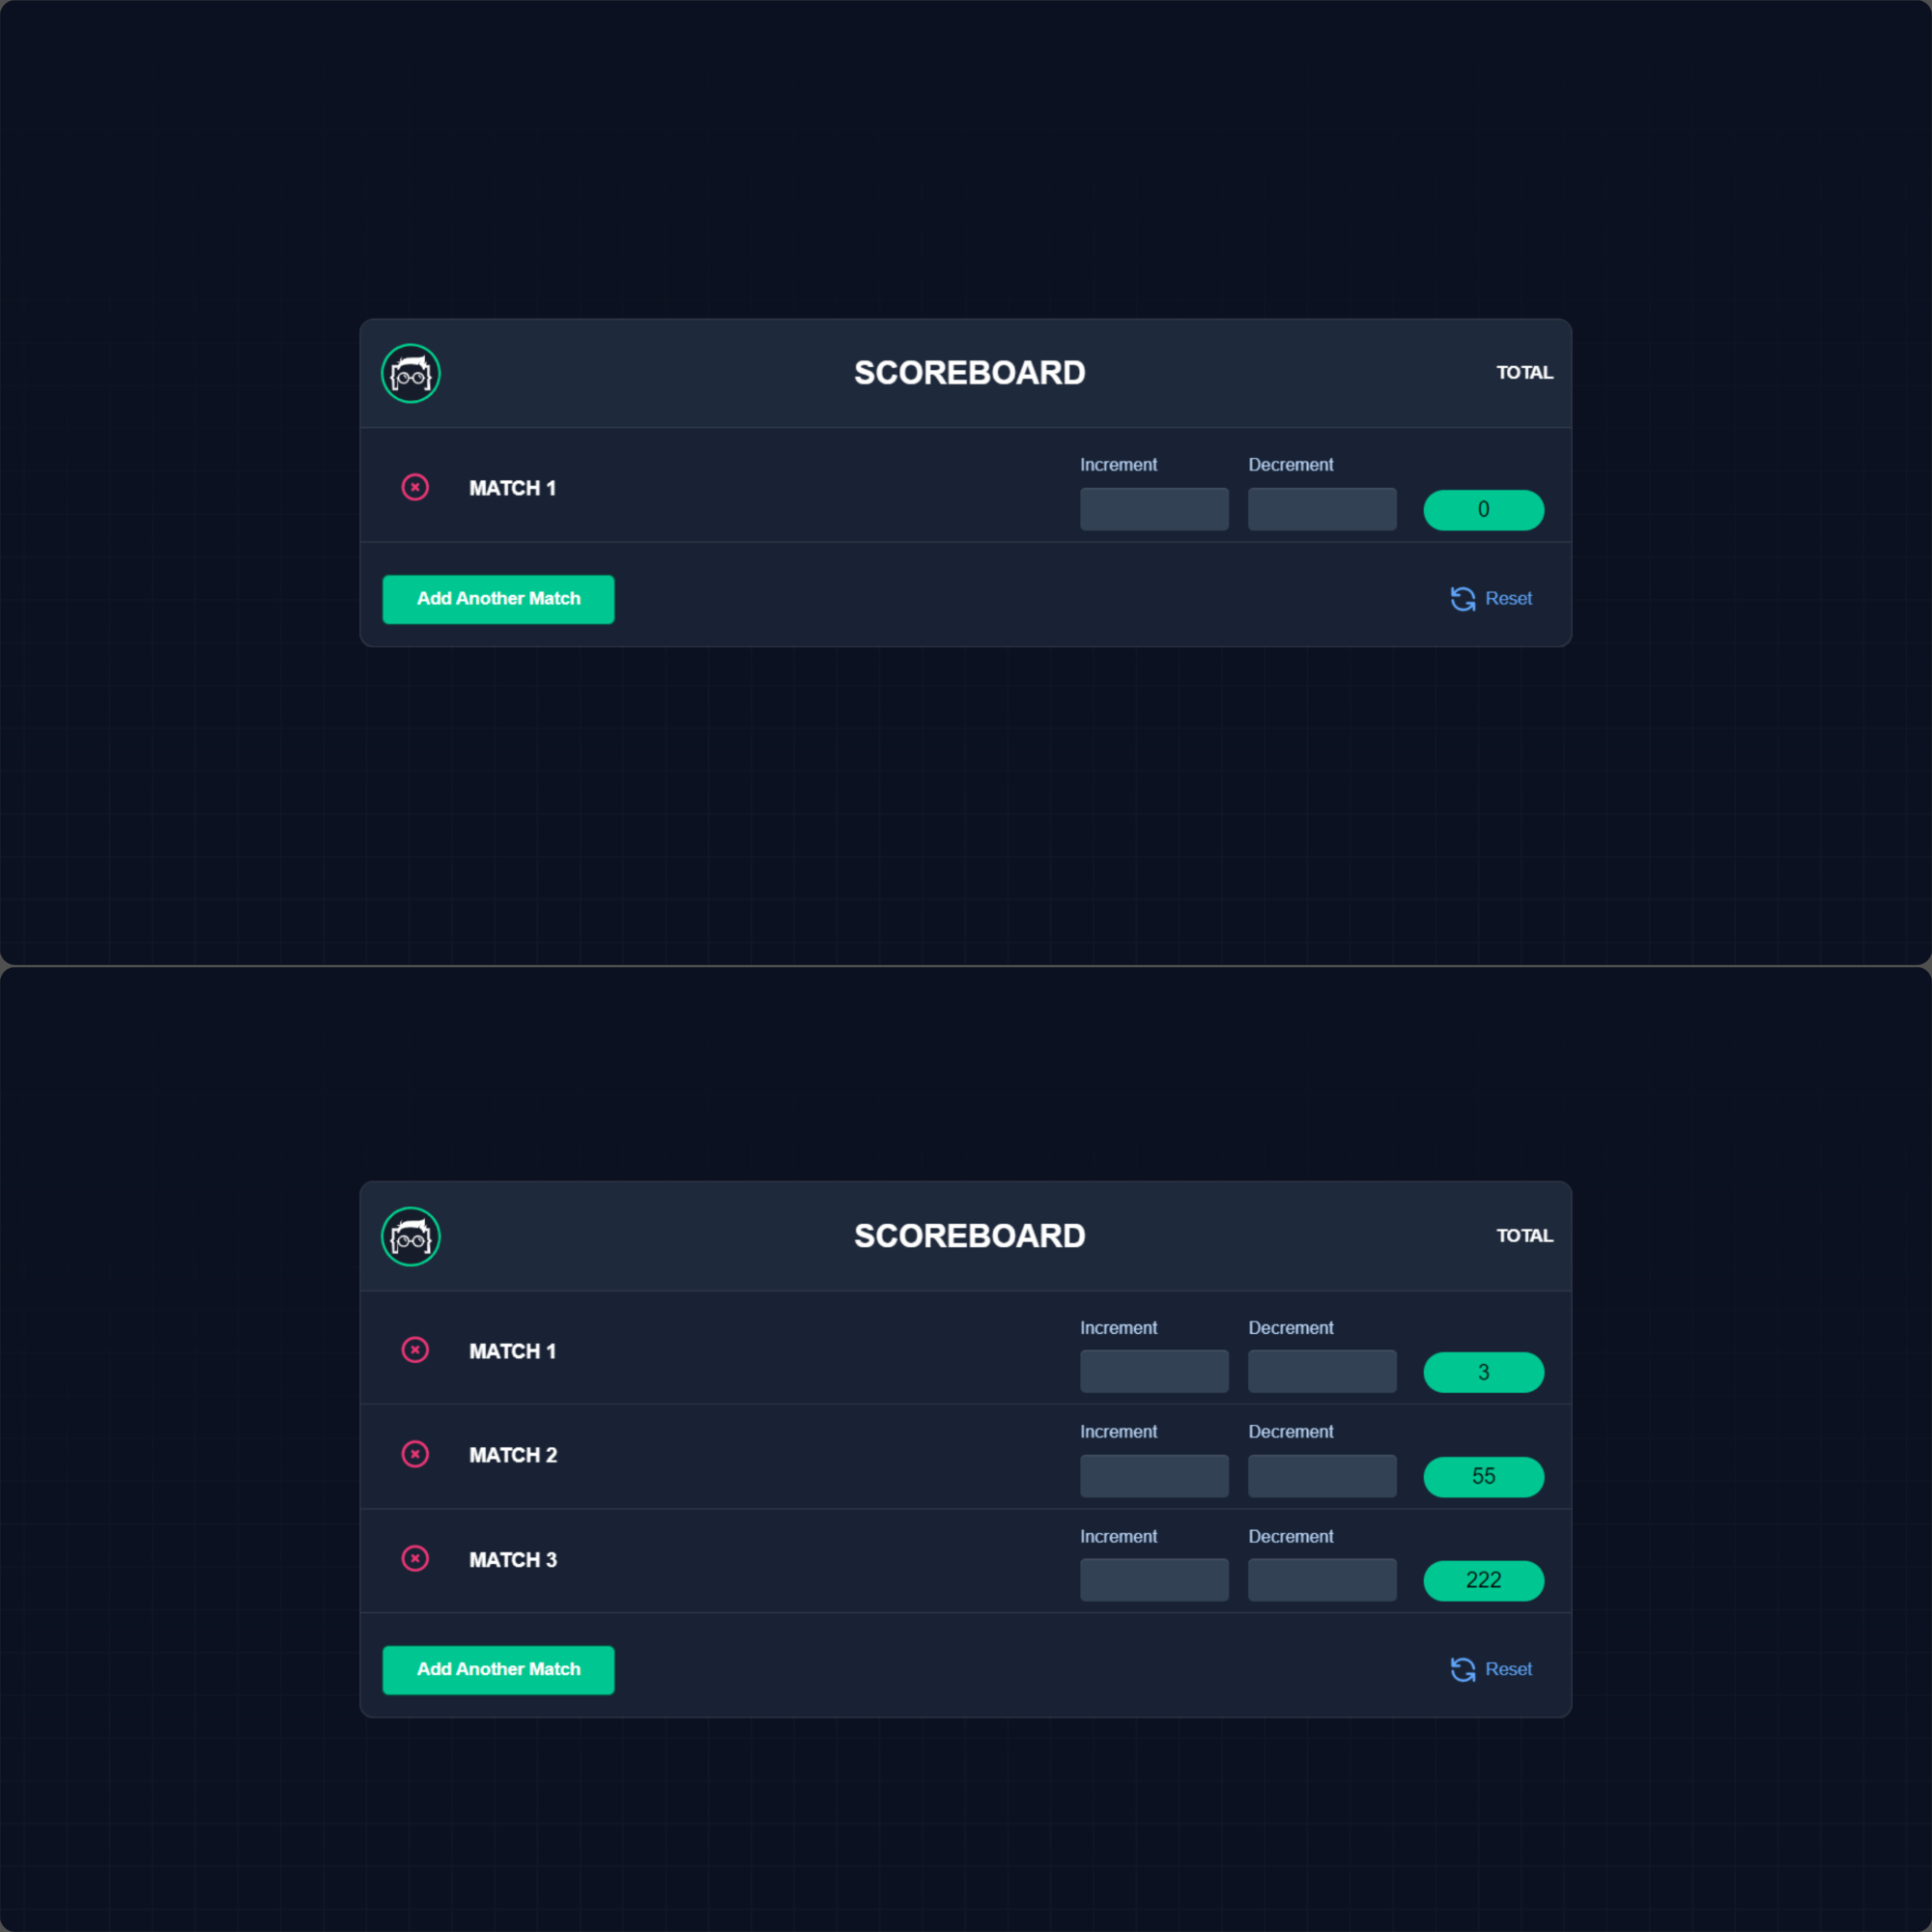 SCOREBOARD TOTAL
Increment Decrement
MATCH 1 0
Add Another Match Reset
SCOREBOARD TOTAL
Increment Decrement
MATCH 1 3
Increment Decrement
MATCH 2 55
Increment Decrement
MATCH 3 222
Add Another Match Reset